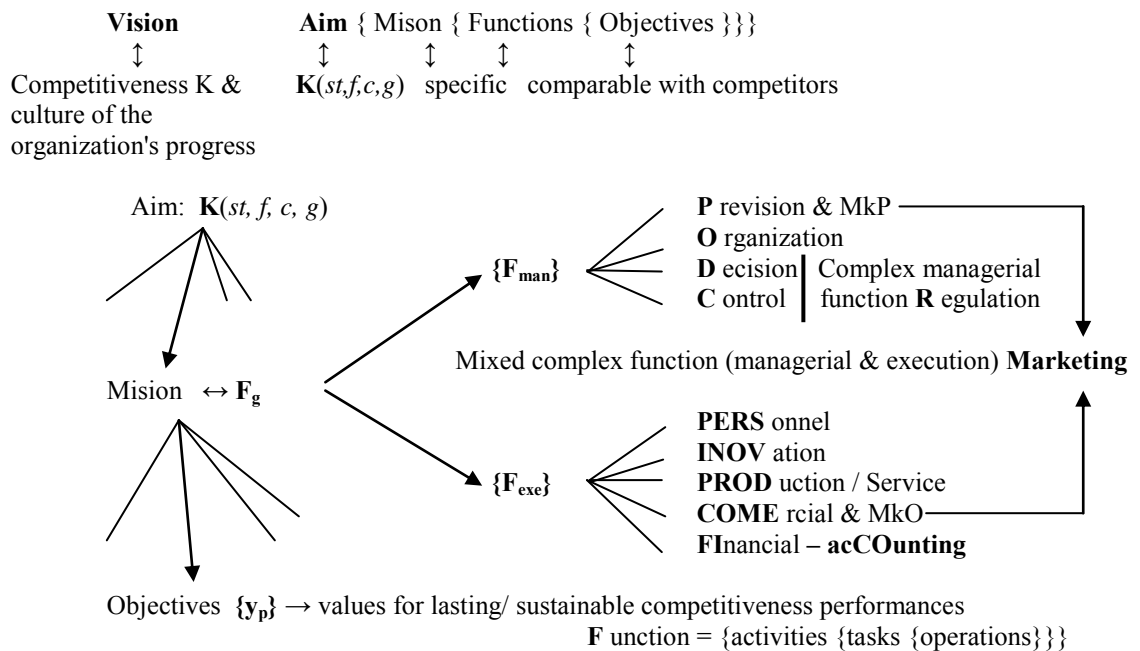 Vision Aim { Mison { Functions { Objectives }}}
↕ ↕ ↕ ↕ ↕
Competitiveness K & K(st,f,c,g) specific comparable with competitors
culture of the
organization's progress
Aim: K(st, f, c, g)
P revision & MkP
O rganization
{Fman}
D ecision Complex managerial
C ontrol function R egulation
Mixed complex function (managerial & execution) Marketing
Mision ↔ Fg
PERS onnel
INOV ation
{Fexe}
PROD uction / Service
COME rcial & MkO
FInancial – acCOunting
Objectives {yp} → values for lasting/ sustainable competitiveness performances
F unction = {activities {tasks {operations}}}